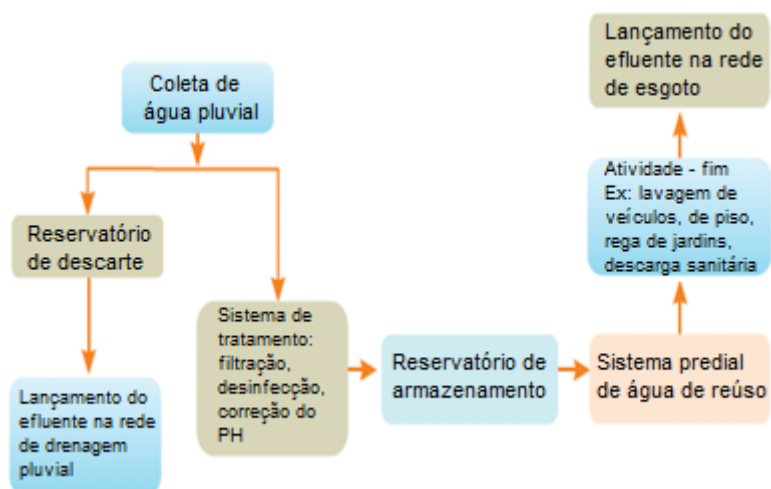 Coleta de
água pluvial
Reservatório
de descarte
Lançamento do
efluente na rede
de drenagem
pluvial
Sistema de
tratamento:
filtração,
desinfecção,
correção do
PH
Reservatório de
armazenamento
Sistema predial
de água de reúso
Atividade - fim
Ex: lavagem de
veículos, de piso,
rega de jardins,
descarga sanitária
Lançamento do
efluente na rede
de esgoto